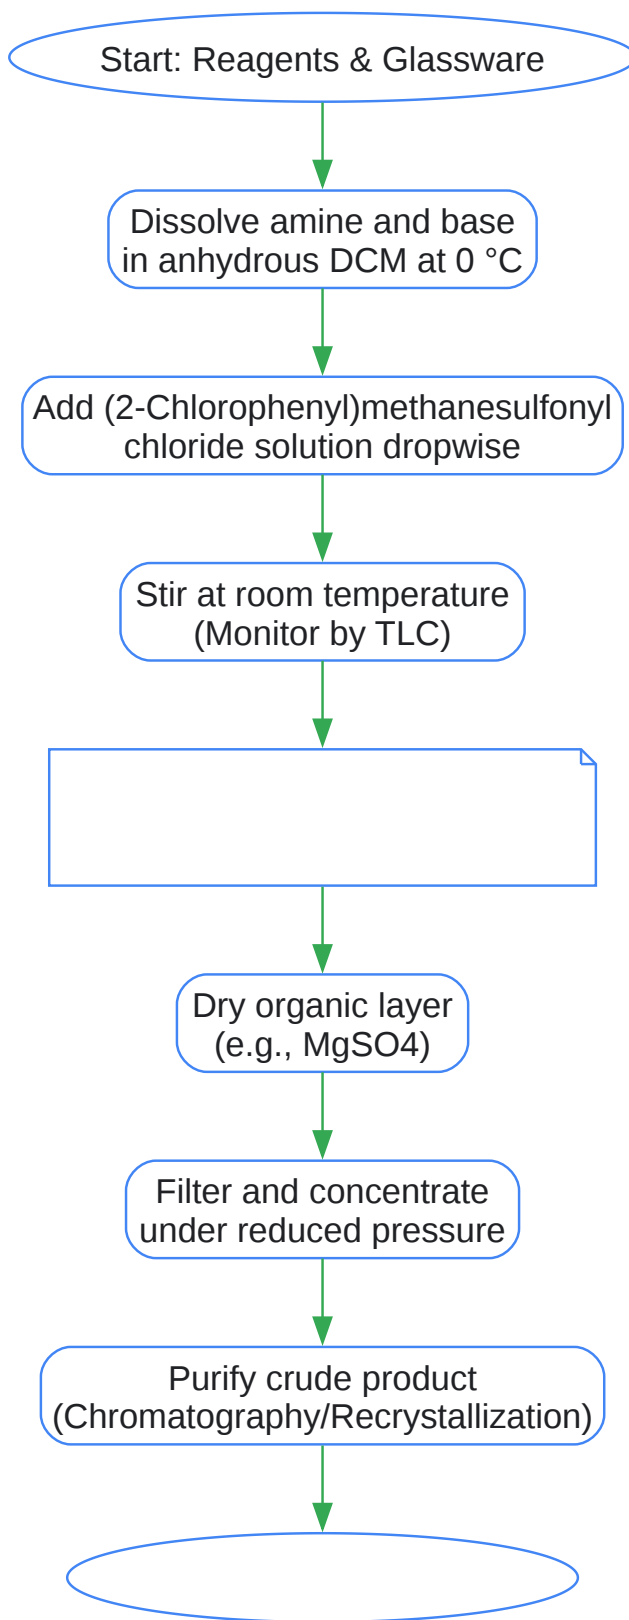 Start: Reagents & Glassware
Dissolve amine and base
in anhydrous DCM at 0 °C
Add (2-Chlorophenyl)methanesulfonyl
chloride solution dropwise
Stir at room temperature
(Monitor by TLC)
Dry organic layer
(e.g., MgSO4)
Filter and concentrate
under reduced pressure
Purify crude product
(Chromatography/Recrystallization)